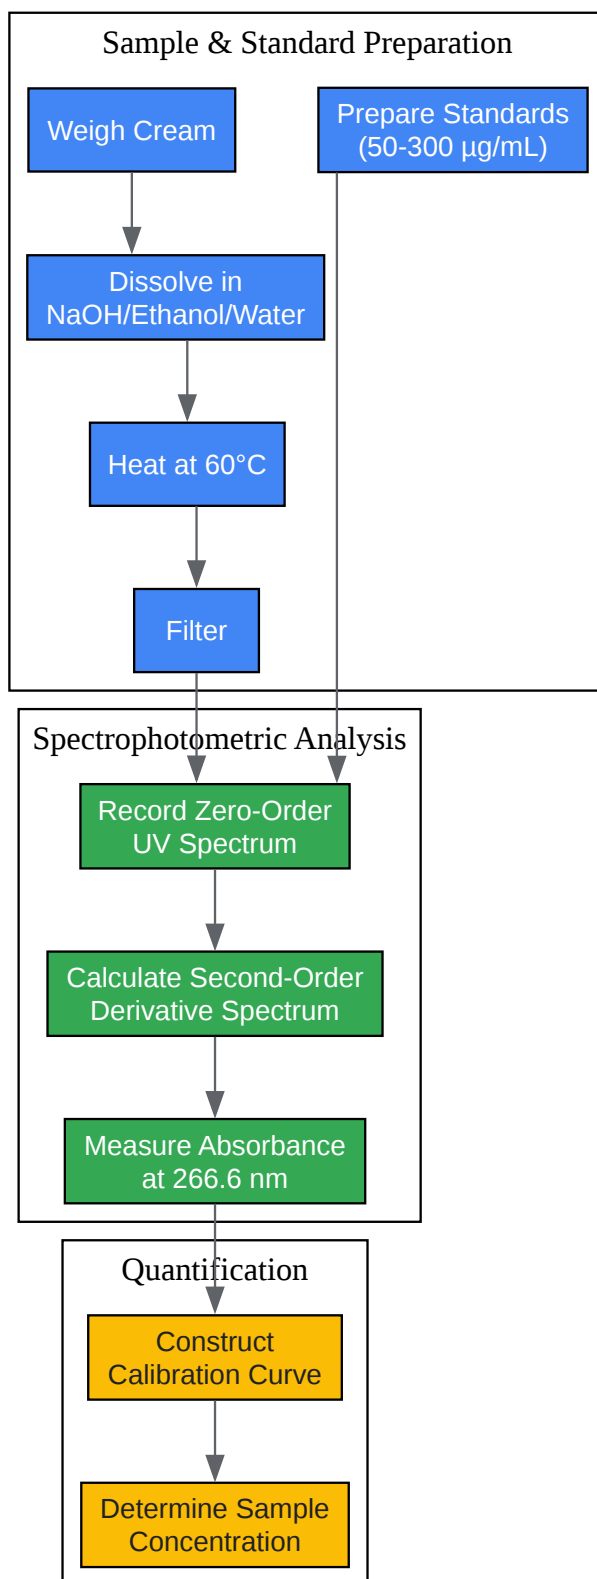 Sample & Standard Preparation
Weigh Cream
Prepare Standards
(50-300 µg/mL)
Dissolve in
NaOH/Ethanol/Water
Heat at 60°C
Filter
Spectrophotometric Analysis
Record Zero-Order
UV Spectrum
Calculate Second-Order
Derivative Spectrum
Measure Absorbance
at 266.6 nm
Quantification
Construct
Calibration Curve
Determine Sample
Concentration